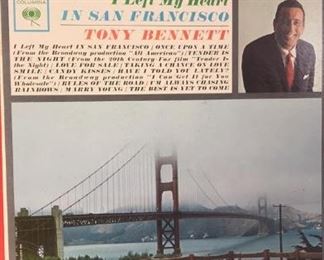 I Left My Heart
IN SAN FRANCISCO
TONY BENNETT
COLUMBIA
I Left My Heart IN SAN FRANCISCO/ONCE UPON A TIME
(From the Broadway production "All American")/TENDER IS
THE NIGHT (From the 20th Century-Fox film "Tender Is
the Night)/LOVE FOR SALE/TAKING A CHANCE ON LOVE
SMILE/CANDY KISSES/HAVE I TOLD YOU LATELY?
(From the Broadway production "I Can Get It for You
Wholesale")/RULES OF THE ROAD/I'M ALWAYS CHASING
RAINBOWS/MARRY YOUNG/THE BEST IS YET TO COME